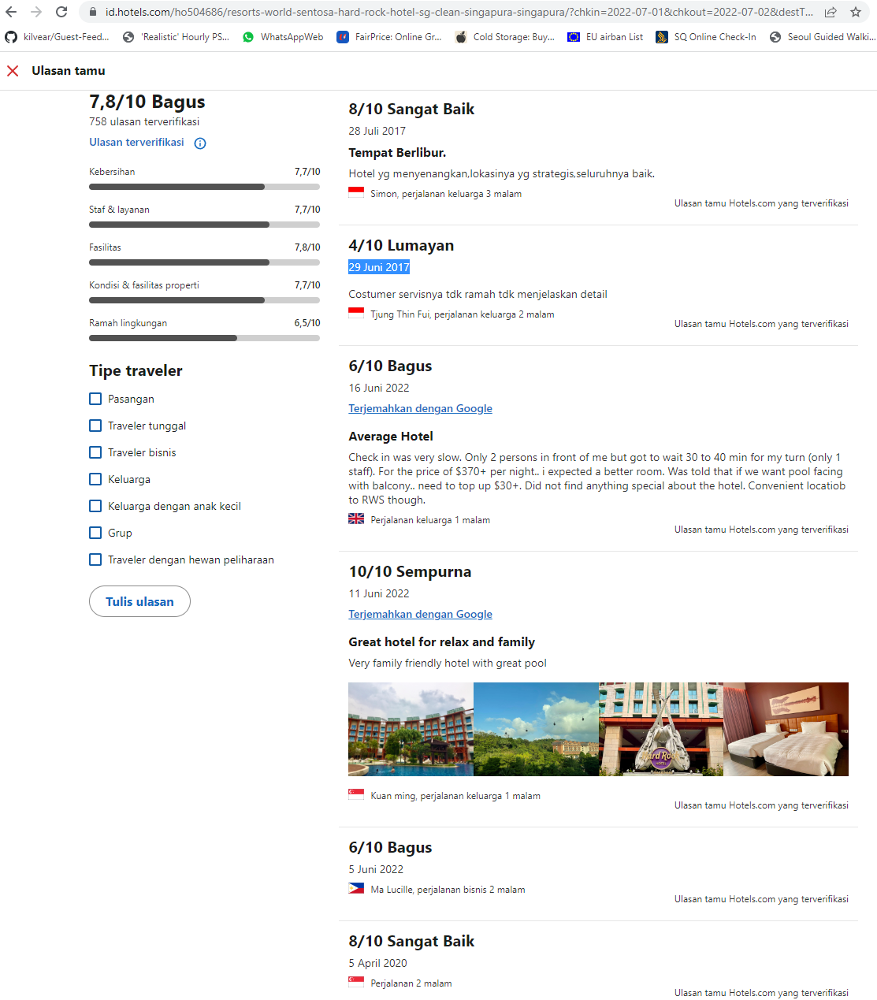 id.hotels.com/ho504686/resorts-world-sentosa-hard-rock-hotel-sg-clean-singapura-singapura/?chkin=2022-07-01&chkout=2022-07-02&destT...
kilvear/Guest-Feed...
'Realistic' Hourly PS...
WhatsAppWeb
FairPrice: Online Gr...
Cold Storage: Buy...
EU airban List
SQ Online Check-In
Seoul Guided Walki...
Ulasan tamu
7,8/10 Bagus
758 ulasan terverifikasi
Ulasan terverifikasi
Kebersihan 7,7/10
Staf & layanan 7,7/10
Fasilitas 7,8/10
Kondisi & fasilitas properti 7,7/10
Ramah lingkungan 6,5/10
Tipe traveler
Pasangan
Traveler tunggal
Traveler bisnis
Keluarga
Keluarga dengan anak kecil
Grup
Traveler dengan hewan peliharaan
Tulis ulasan
8/10 Sangat Baik
28 Juli 2017
Tempat Berlibur.
Hotel yg menyenangkan,lokasinya yg strategis,seluruhnya baik.
Simon, perjalanan keluarga 3 malam
Ulasan tamu Hotels.com yang terverifikasi
4/10 Lumayan
29 Juni 2017
Costumer servisnya tdk ramah tdk menjelaskan detail
Tjung Thin Fui, perjalanan keluarga 2 malam
Ulasan tamu Hotels.com yang terverifikasi
6/10 Bagus
16 Juni 2022
Terjemahkan dengan Google
Average Hotel
Check in was very slow. Only 2 persons in front of me but got to wait 30 to 40 min for my turn (only 1
staff). For the price of $370+ per night.. i expected a better room. Was told that if we want pool facing
with balcony.. need to top up $30+. Did not find anything special about the hotel. Convenient locatiob
to RWS though.
Perjalanan keluarga 1 malam
Ulasan tamu Hotels.com yang terverifikasi
10/10 Sempurna
11 Juni 2022
Terjemahkan dengan Google
Great hotel for relax and family
Very family friendly hotel with great pool
Hard Rock
HOTEL
Kuan ming, perjalanan keluarga 1 malam
Ulasan tamu Hotels.com yang terverifikasi
6/10 Bagus
5 Juni 2022
Ma Lucille, perjalanan bisnis 2 malam
Ulasan tamu Hotels.com yang terverifikasi
8/10 Sangat Baik
5 April 2020
Perjalanan 2 malam
Ulasan tamu Hotels.com yang terverifikasi